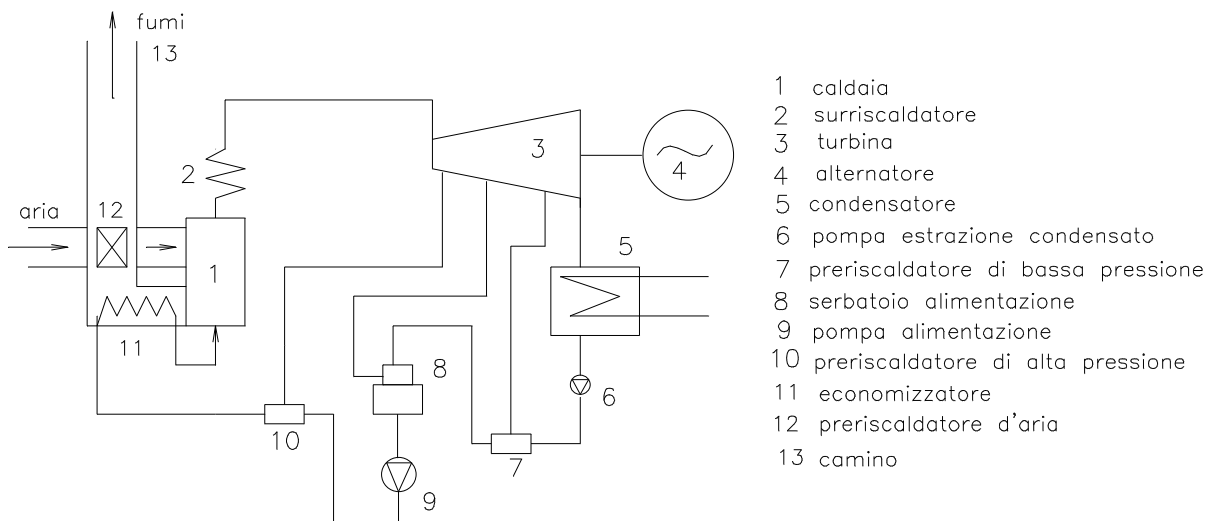 fumi
13
2
3
4
aria
12
1
5
11
8
6
10
7
9
1 caldaia
2 surriscaldatore
3 turbina
4 alternatore
5 condensatore
6 pompa estrazione condensato
7 preriscaldatore di bassa pressione
8 serbatoio alimentazione
9 pompa alimentazione
10 preriscaldatore di alta pressione
11 economizzatore
12 preriscaldatore d'aria
13 camino